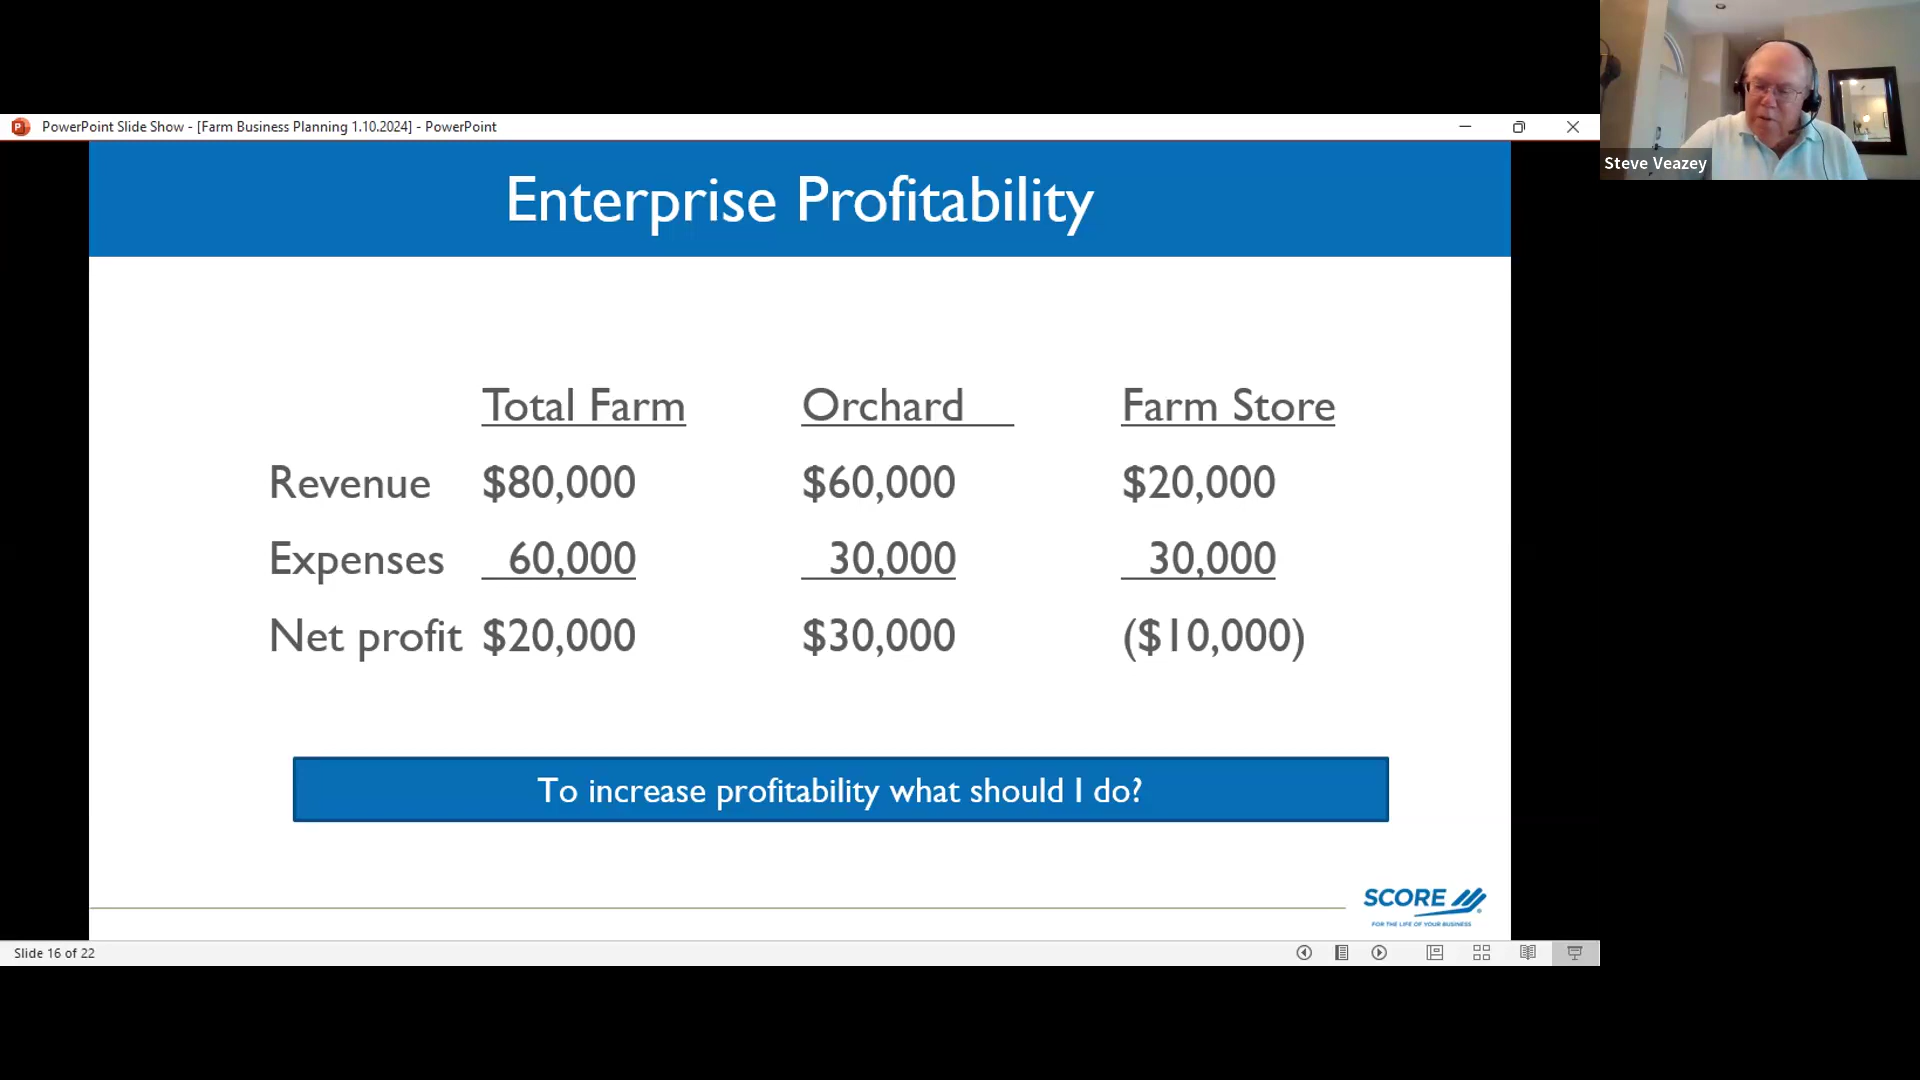 PowerPoint Slide Show - [Farm Business Planning 1.10.2024] - PowerPoint
Steve Veazey
Enterprise Profitability
Total Farm Orchard Farm Store
Revenue $80,000 $60,000 $20,000
Expenses 60,000 30,000 30,000
Net profit $20,000 $30,000 ($10,000)
To increase profitability what should I do?
SCORE
FOR THE LIFE OF YOUR BUSINESS
Slide 16 of 22